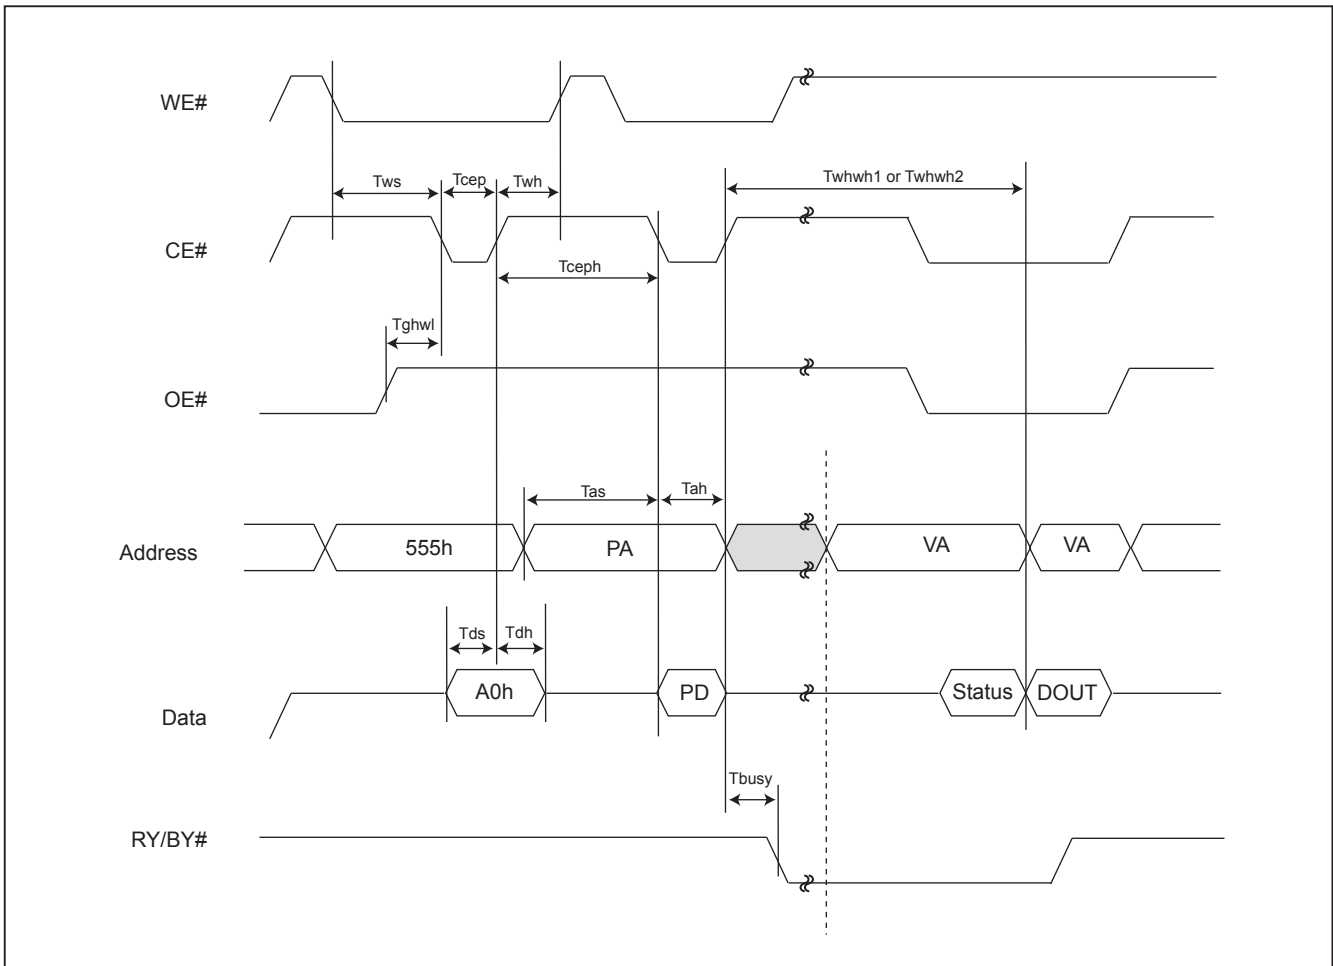 WE#
Tws
Tcep
Twh
Twhwh1 or Twhwh2
CE#
Tceph
Tghwl
OE#
Tas
Tah
Address
555h
PA
VA
VA
Tds
Tdh
Data
A0h
PD
Status
DOUT
Tbusy
RY/BY#